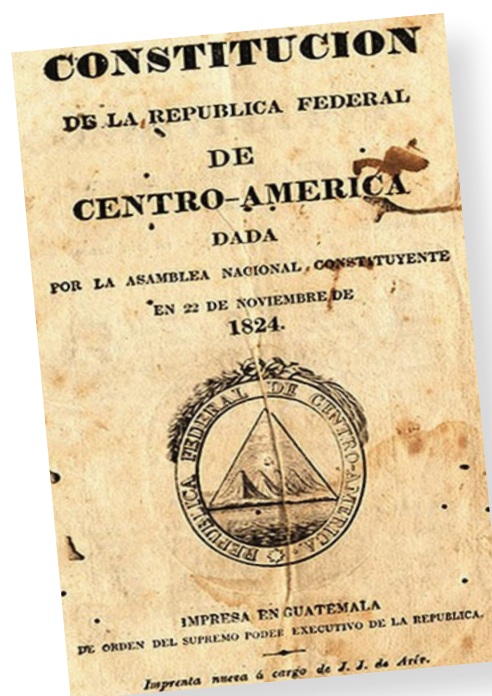 CONSTITUCION
DE LA REPUBLICA FEDERAL
DE
CENTRO-AMERICA
DADA
POR LA ASAMBLEA NACIONAL CONSTITUYENTE
EN 22 DE NOVIEMBRE DE
1824.
REPUBLICA FEDERAL DE CENTRO-AMERICA.
IMPRESA EN GUATEMALA
DE ORDEN DEL SUPREMO PODER EXECUTIVO DE LA REPUBLICA.
Imprenta nueva á cargo de J. J. de